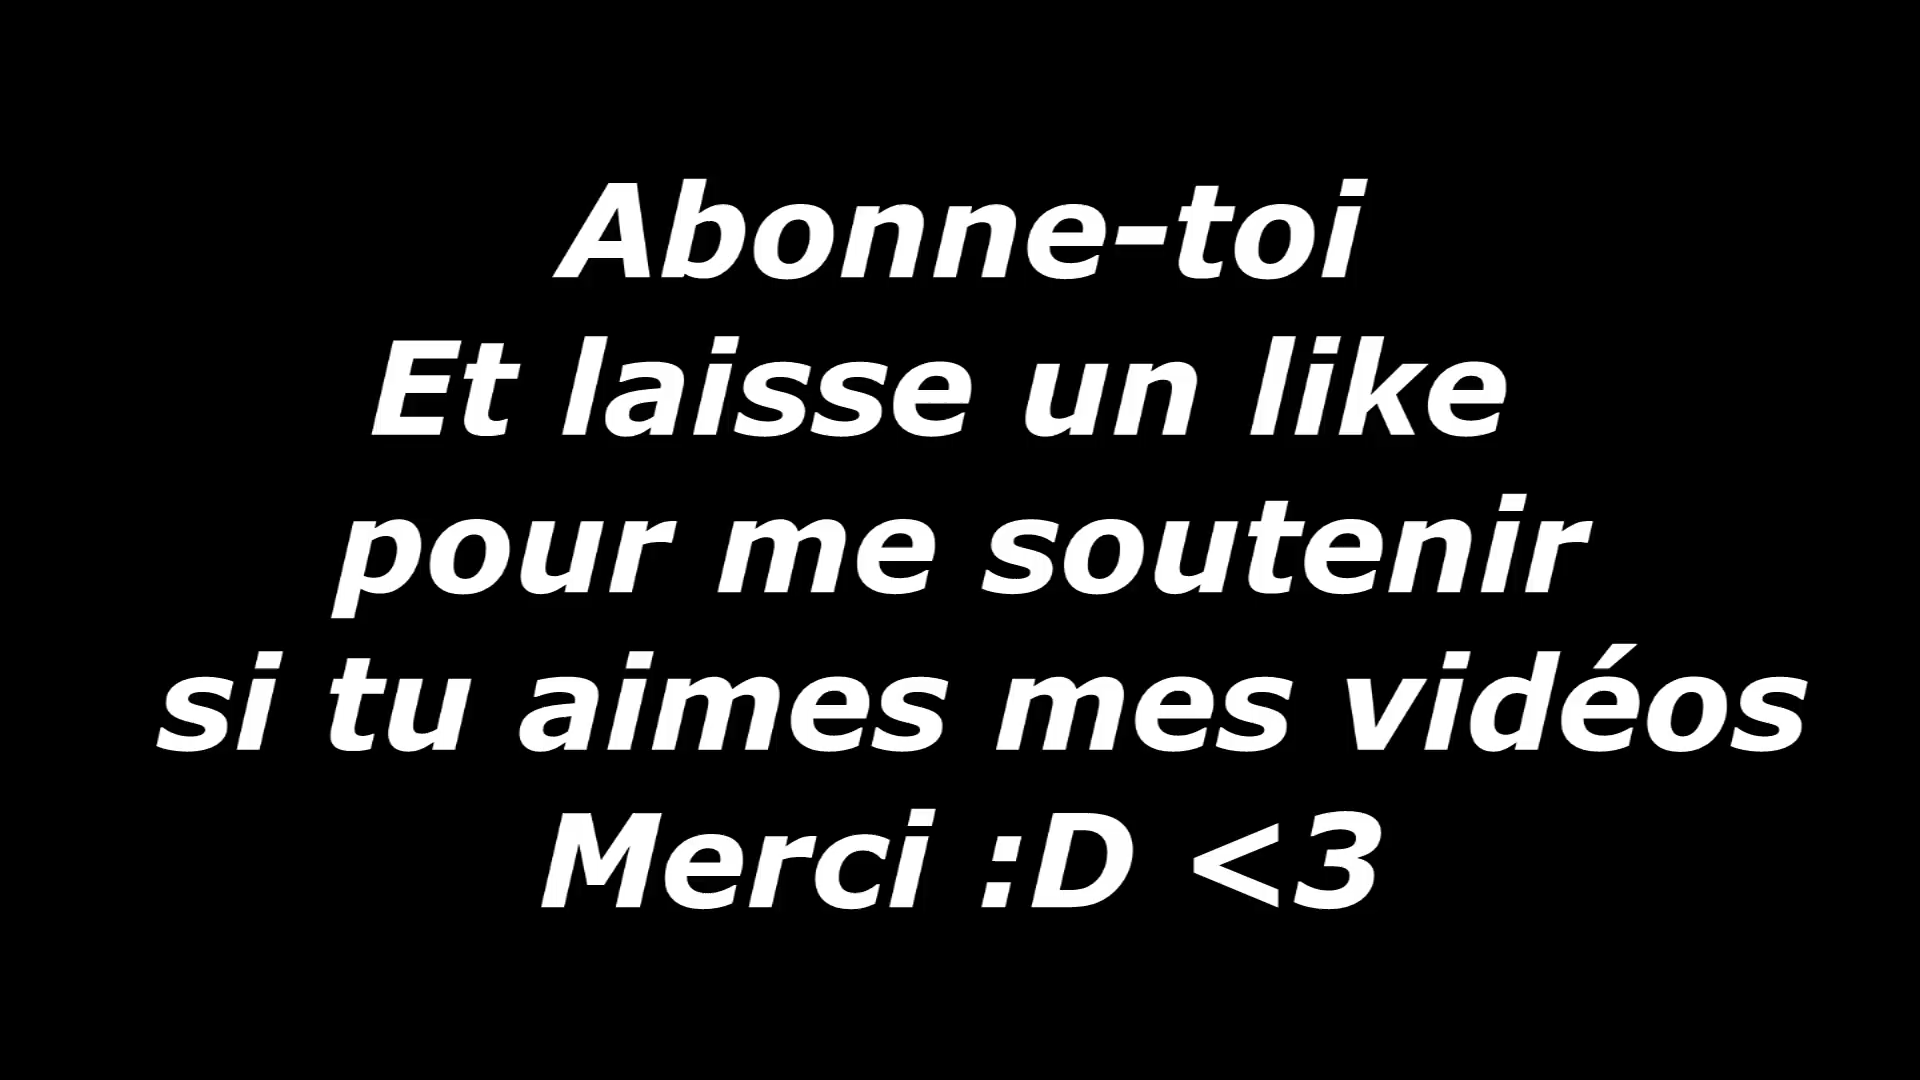 Abonne-toi
Et laisse un like
pour me soutenir
si tu aimes mes vidéos
Merci :D <3